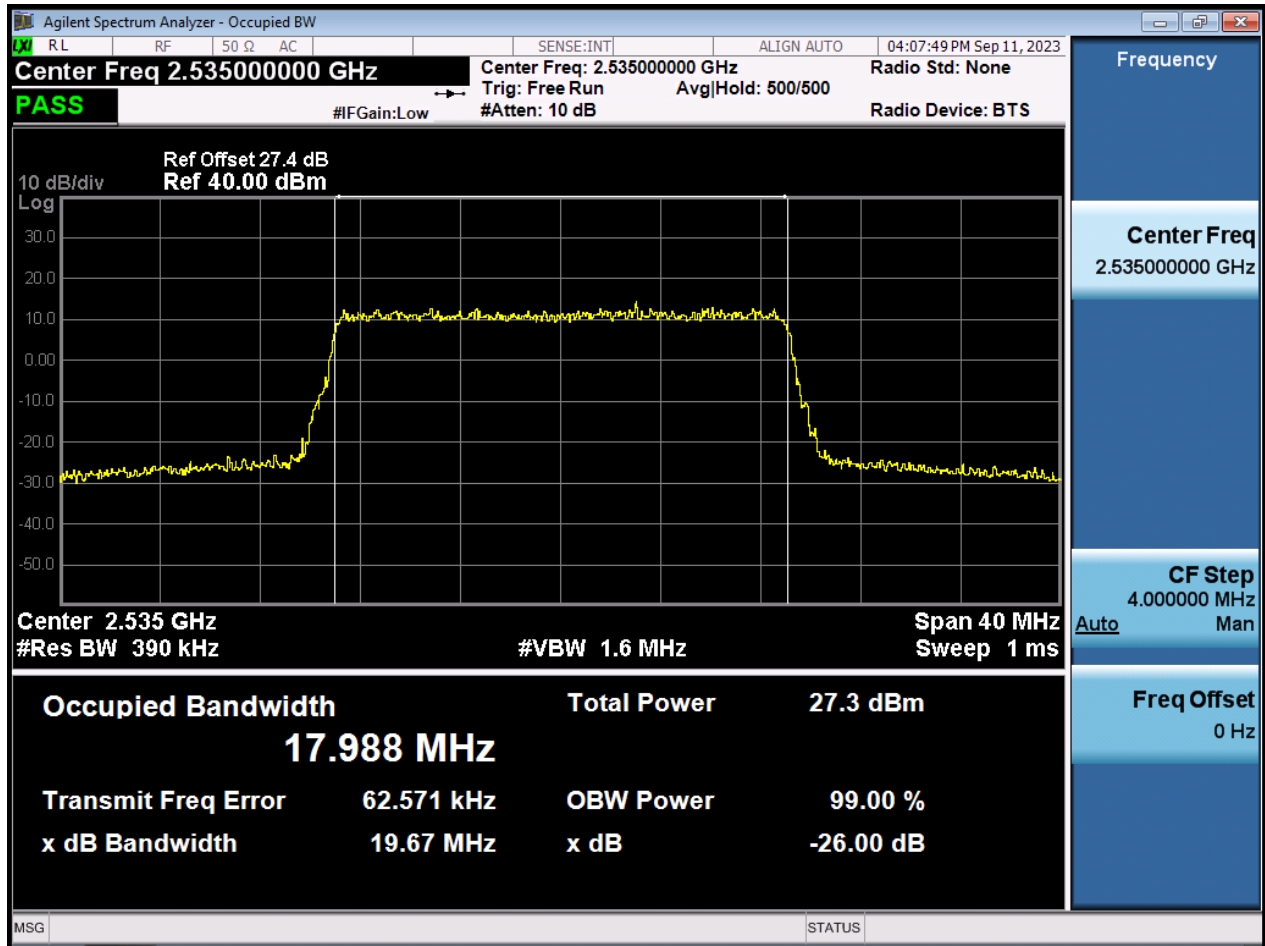 Agilent Spectrum Analyzer - Occupied BW
LXI RL RF 50 Ω AC SENSE:INT ALIGN AUTO 04:07:49 PM Sep 11, 2023
Center Freq 2.535000000 GHz
PASS
#IFGain:Low
Center Freq: 2.535000000 GHz
Trig: Free Run Avg|Hold: 500/500
#Atten: 10 dB
Radio Std: None
Radio Device: BTS
Ref Offset 27.4 dB
10 dB/div Ref 40.00 dBm
Log
30.0
20.0
10.0
0.00
-10.0
-20.0
-30.0
-40.0
-50.0
Center 2.535 GHz Span 40 MHz
#Res BW 390 kHz #VBW 1.6 MHz Sweep 1 ms
Occupied Bandwidth Total Power 27.3 dBm
17.988 MHz
Transmit Freq Error 62.571 kHz OBW Power 99.00 %
x dB Bandwidth 19.67 MHz x dB -26.00 dB
MSG STATUS
Frequency
Center Freq
2.535000000 GHz
CF Step
4.000000 MHz
Auto Man
Freq Offset
0 Hz